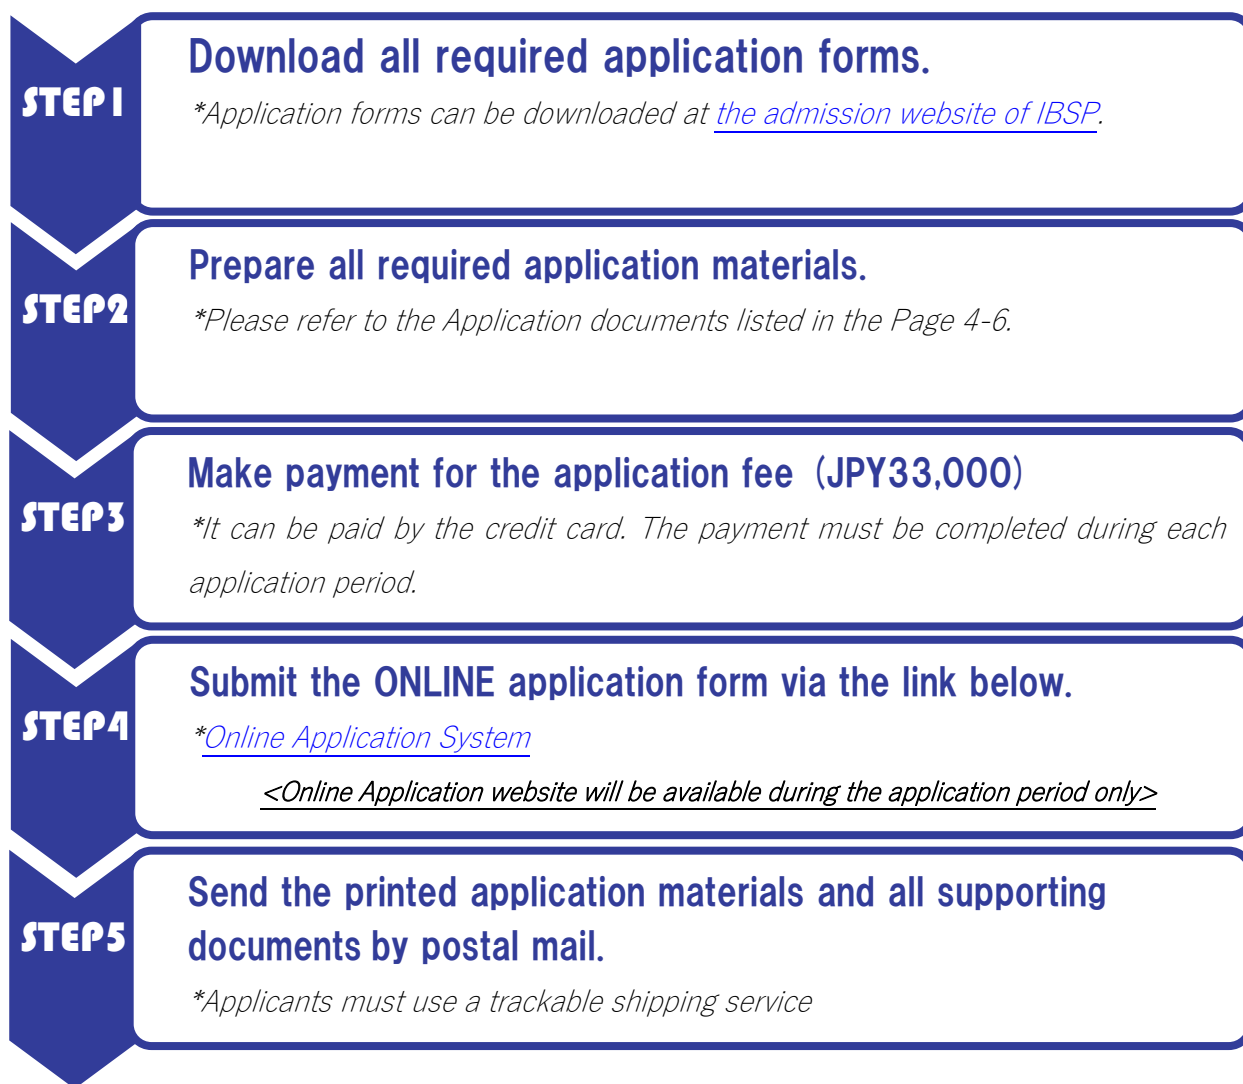 STEP1
Download all required application forms.
*Application forms can be downloaded at the admission website of IBSP.
STEP2
Prepare all required application materials.
*Please refer to the Application documents listed in the Page 4-6.
STEP3
Make payment for the application fee (JPY33,000)
*It can be paid by the credit card. The payment must be completed during each
application period.
STEP4
Submit the ONLINE application form via the link below.
*Online Application System
<Online Application website will be available during the application period only>
STEP5
Send the printed application materials and all supporting
documents by postal mail.
*Applicants must use a trackable shipping service